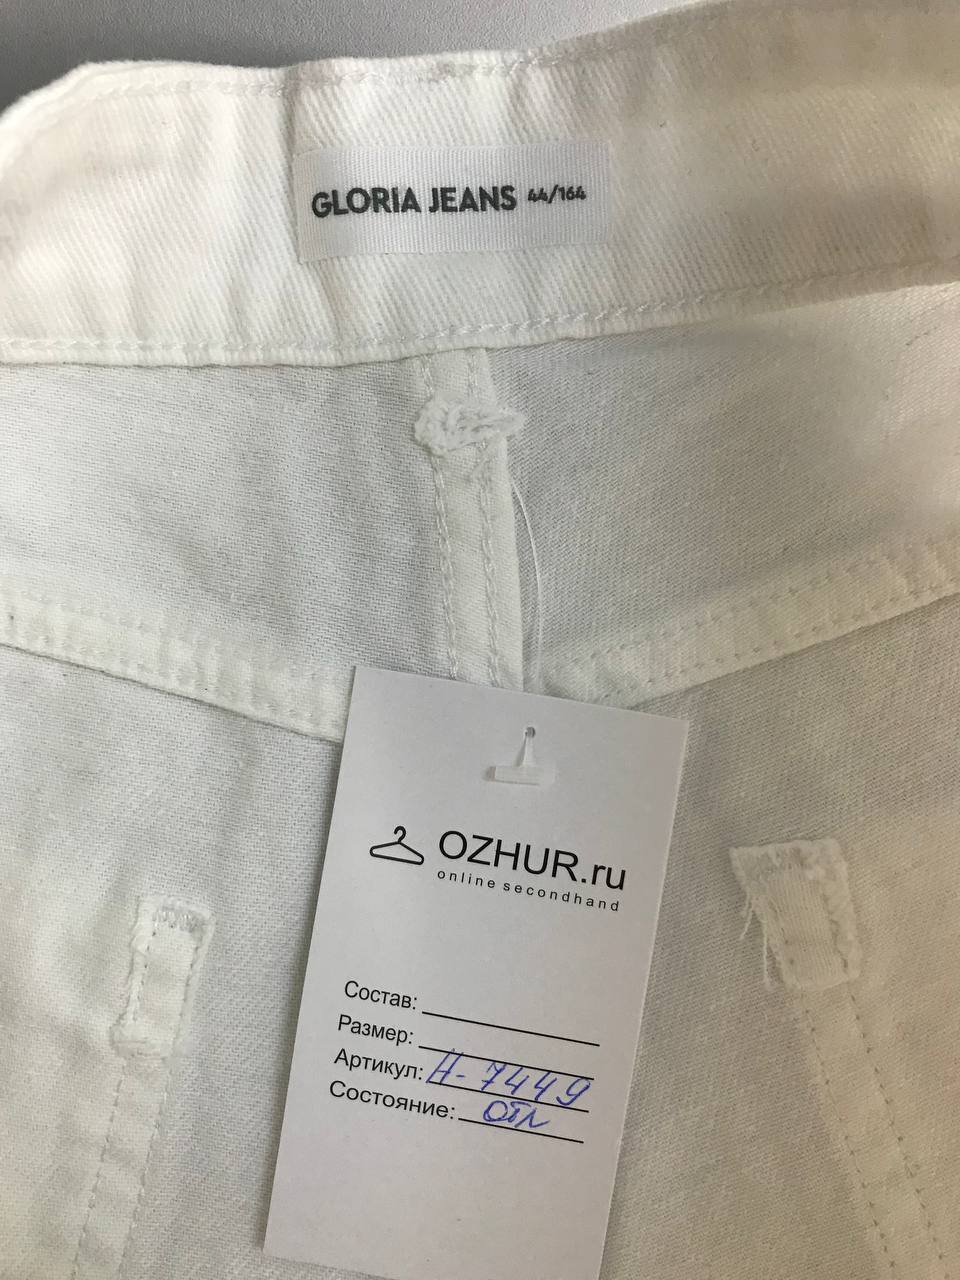 GLORIA JEANS 44/164
OZHUR.ru
online secondhand
Состав:
Размер:
Артикул: Н-7449
Состояние: отл